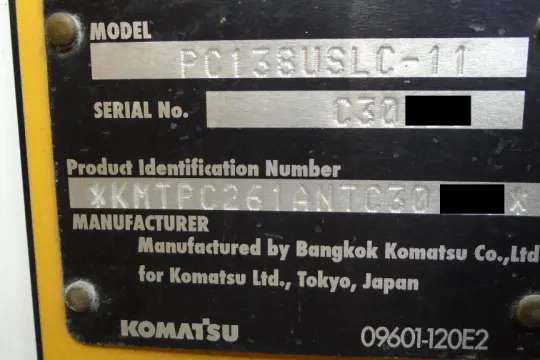 MODEL
PC138USLC-11
SERIAL No.
C30
Product Identification Number
*KMTPC261ANTC30 *
MANUFACTURER
Manufactured by Bangkok Komatsu Co.,Ltd
for Komatsu Ltd., Tokyo, Japan
KOMATSU
09601-120E2